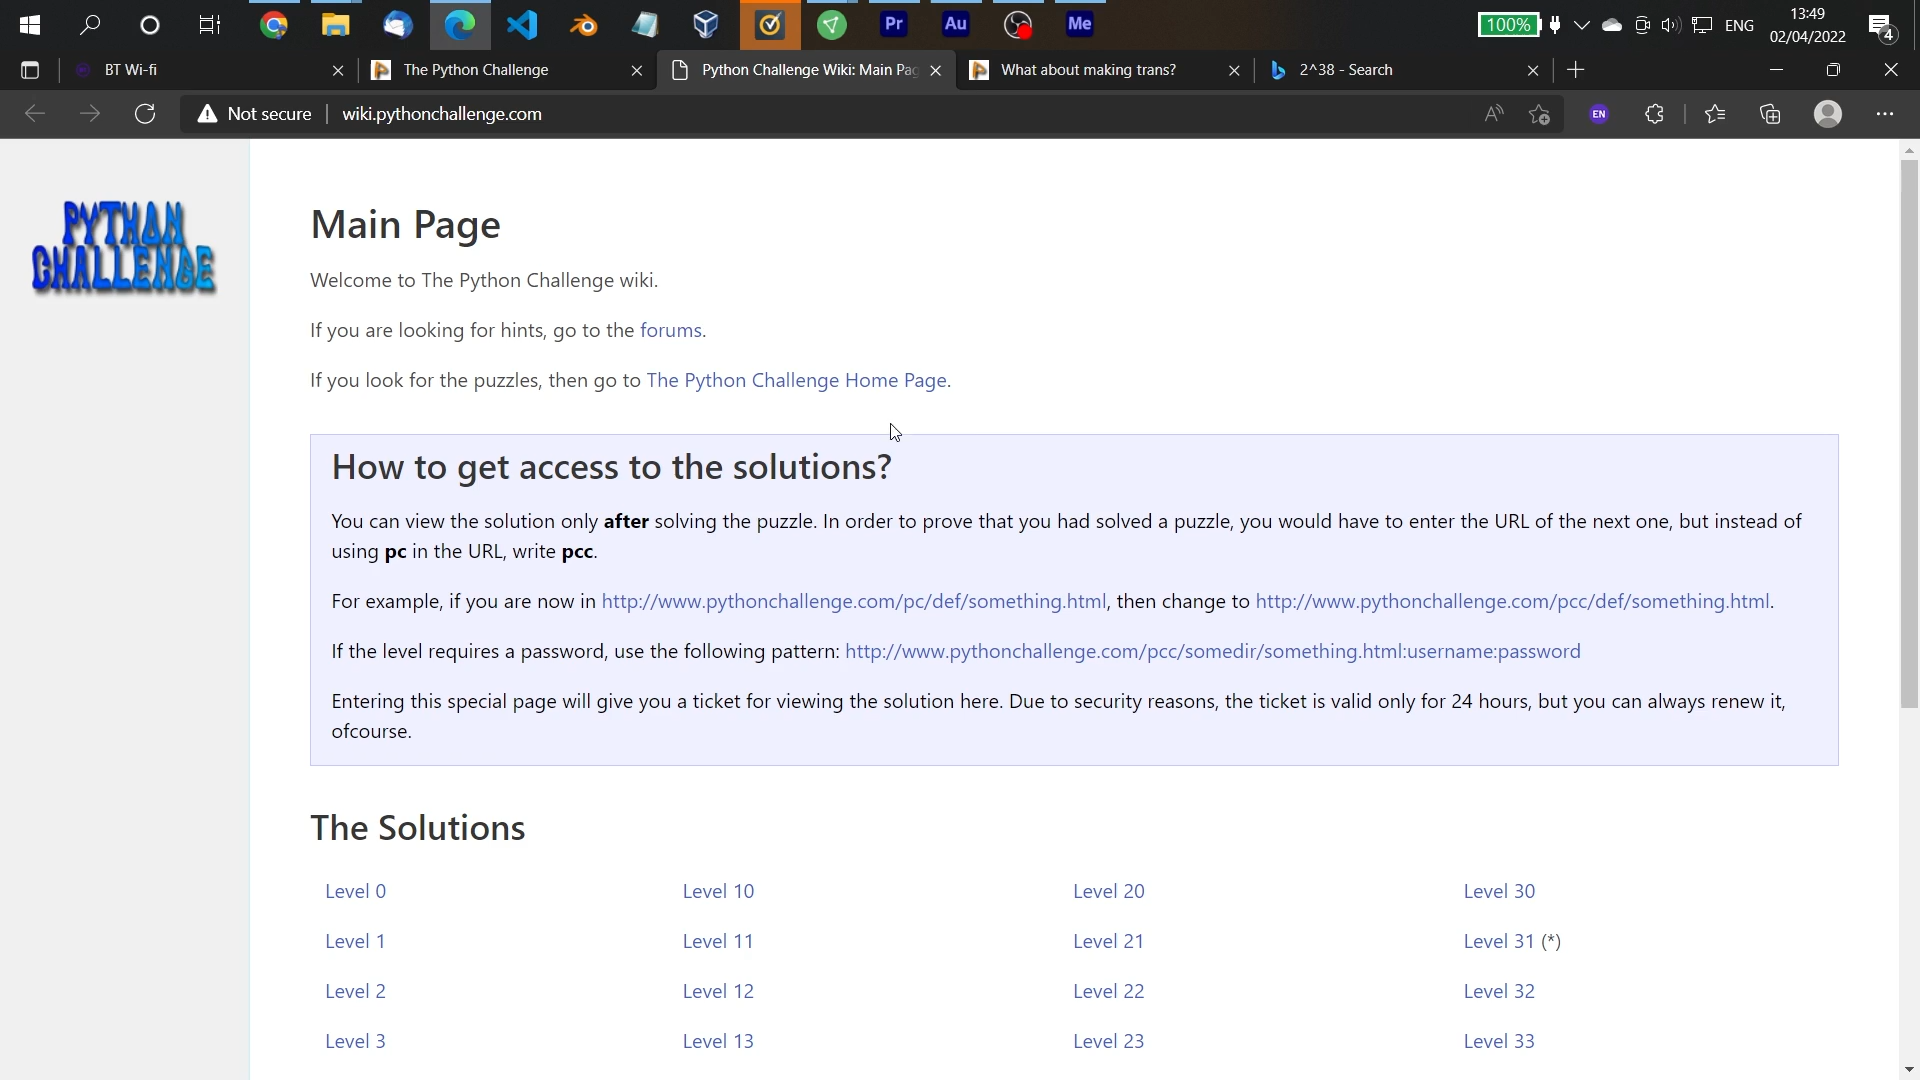 Pr
Au
Me
100%
ENG
13:49
02/04/2022
4
BT Wi-fi
The Python Challenge
Python Challenge Wiki: Main Pag
What about making trans?
2^38 - Search
Not secure
wiki.pythonchallenge.com
EN
PYTHON
CHALLENGE
Main Page
Welcome to The Python Challenge wiki.
If you are looking for hints, go to the forums.
If you look for the puzzles, then go to The Python Challenge Home Page.
How to get access to the solutions?
You can view the solution only after solving the puzzle. In order to prove that you had solved a puzzle, you would have to enter the URL of the next one, but instead of
using pc in the URL, write pcc.
For example, if you are now in http://www.pythonchallenge.com/pc/def/something.html, then change to http://www.pythonchallenge.com/pcc/def/something.html.
If the level requires a password, use the following pattern: http://www.pythonchallenge.com/pcc/somedir/something.html:username:password
Entering this special page will give you a ticket for viewing the solution here. Due to security reasons, the ticket is valid only for 24 hours, but you can always renew it,
ofcourse.
The Solutions
Level 0 Level 10 Level 20 Level 30
Level 1 Level 11 Level 21 Level 31 (*)
Level 2 Level 12 Level 22 Level 32
Level 3 Level 13 Level 23 Level 33